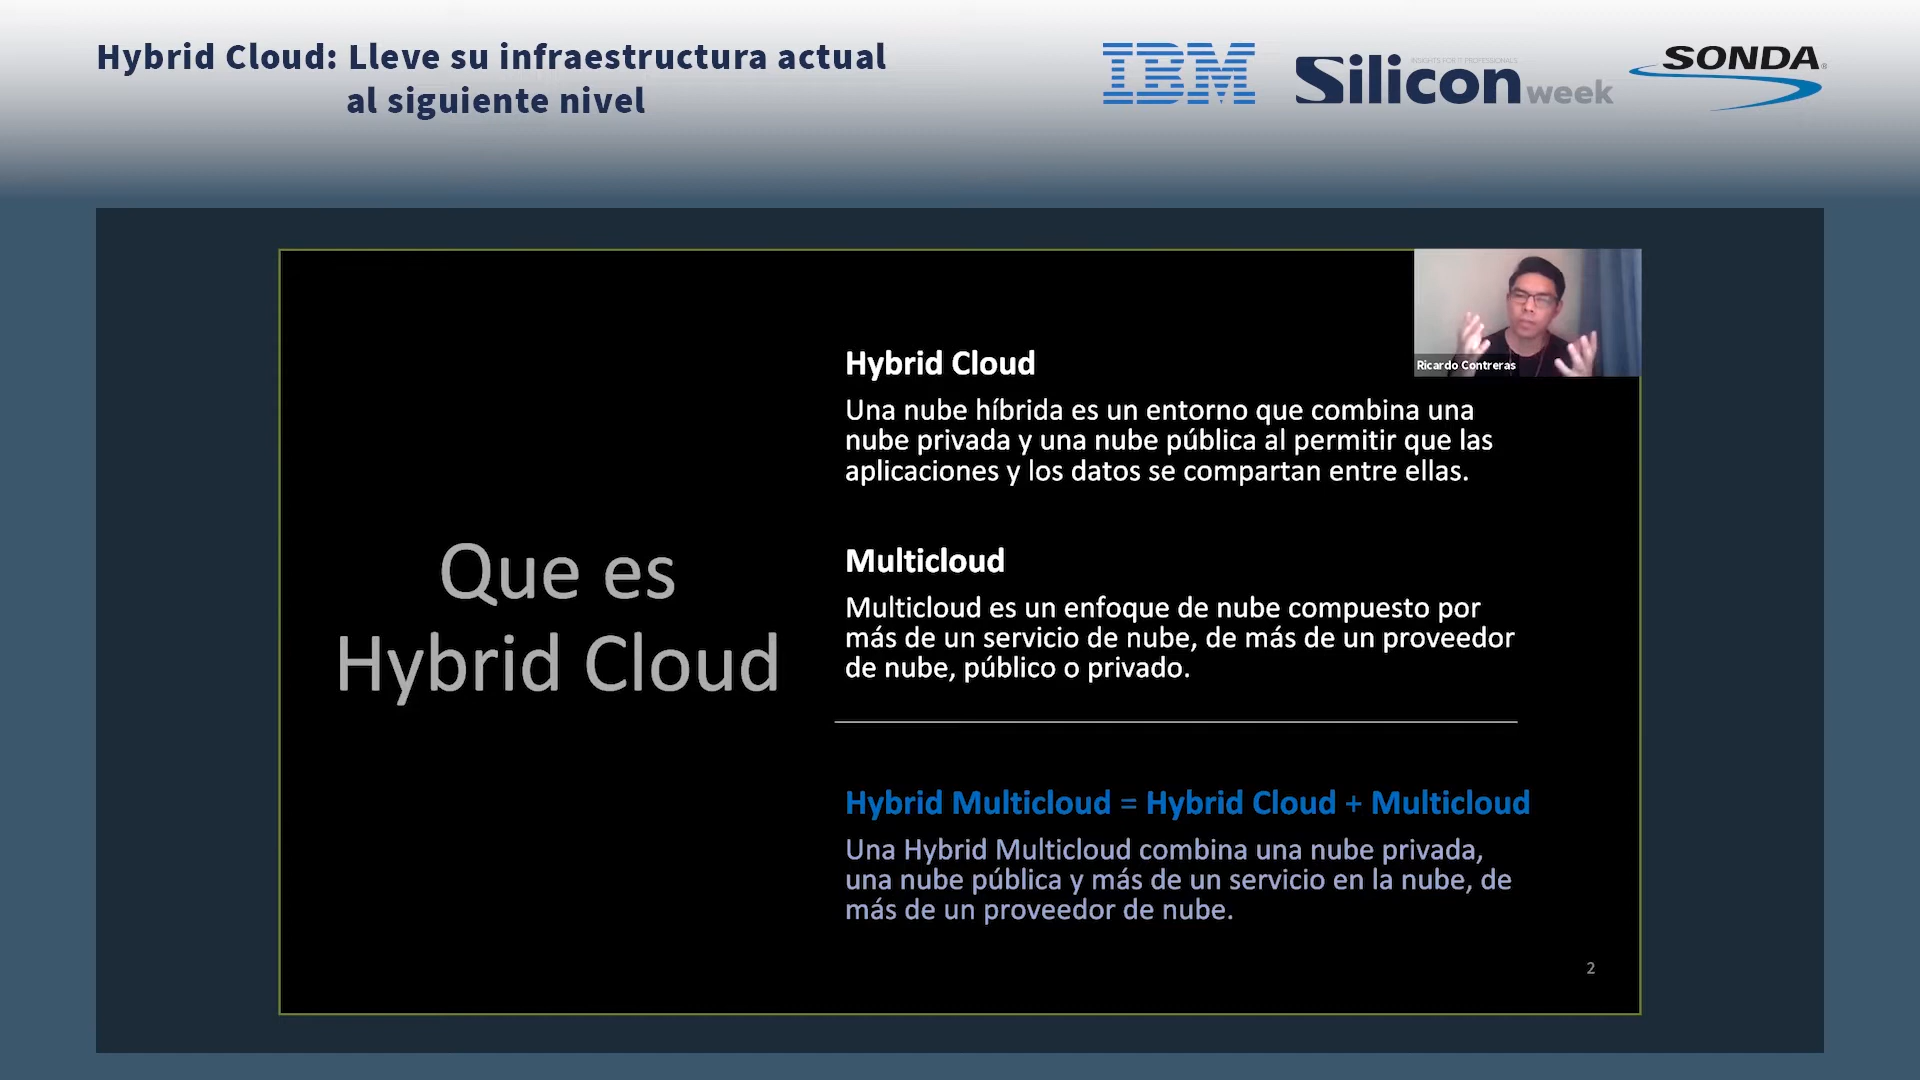 Hybrid Cloud: Lleve su infraestructura actual
al siguiente nivel
IBM
INSIGHTS FOR IT PROFESSIONALS
Silicon week
SONDA®
Ricardo Contreras
Que es
Hybrid Cloud
Hybrid Cloud
Una nube híbrida es un entorno que combina una
nube privada y una nube pública al permitir que las
aplicaciones y los datos se compartan entre ellas.
Multicloud
Multicloud es un enfoque de nube compuesto por
más de un servicio de nube, de más de un proveedor
de nube, público o privado.
Hybrid Multicloud = Hybrid Cloud + Multicloud
Una Hybrid Multicloud combina una nube privada,
una nube pública y más de un servicio en la nube, de
más de un proveedor de nube.
2